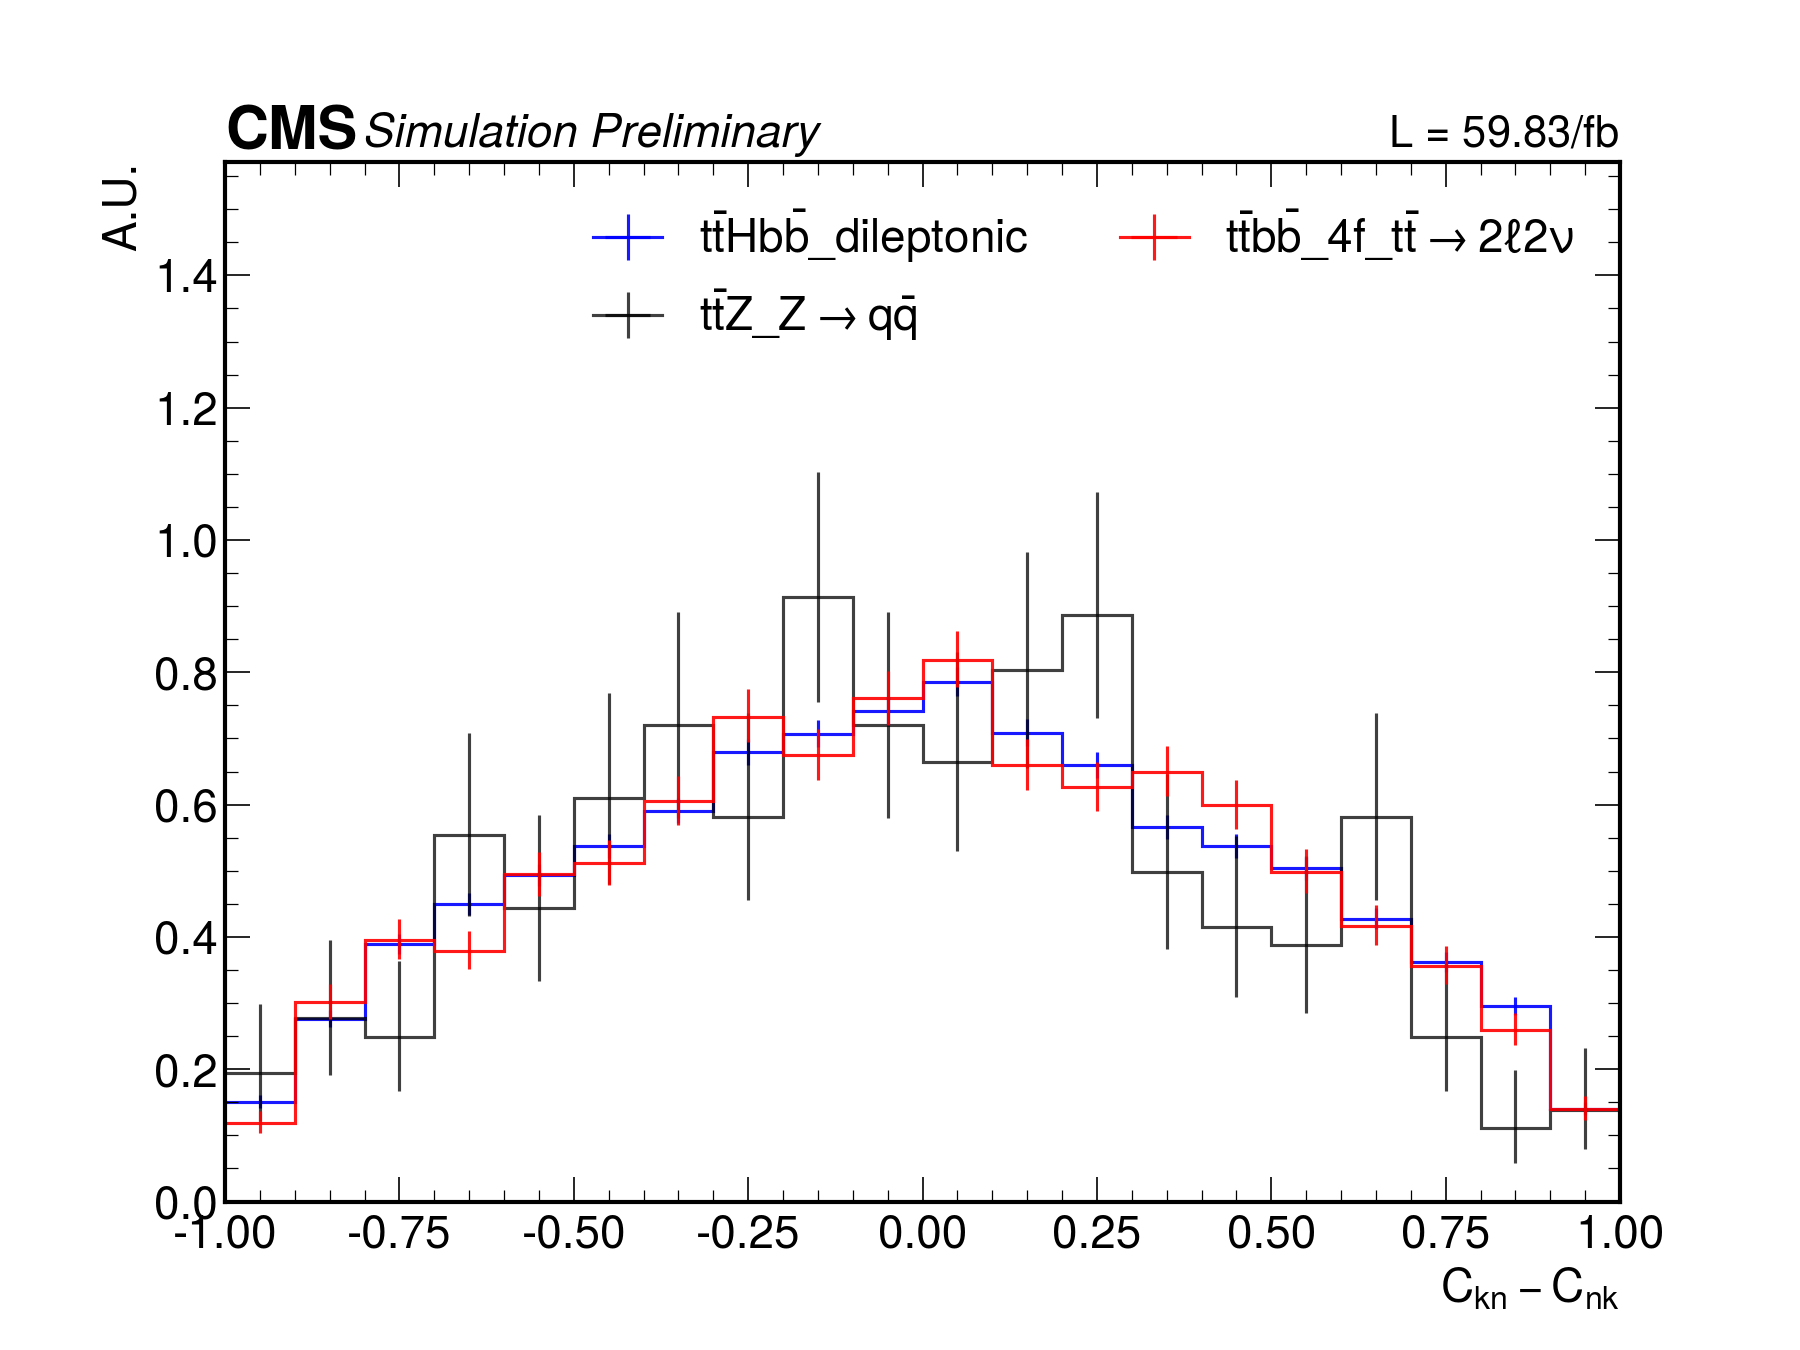 CMS Simulation Preliminary L = 59.83/fb
A.U.
tt̄Hbb̄_dileptonic tt̄bb̄_4f_tt̄ → 2ℓ2ν
tt̄Z_Z → qq̄
1.4
1.2
1.0
0.8
0.6
0.4
0.2
0.0
-1.00 -0.75 -0.50 -0.25 0.00 0.25 0.50 0.75 1.00
C_kn − C_nk